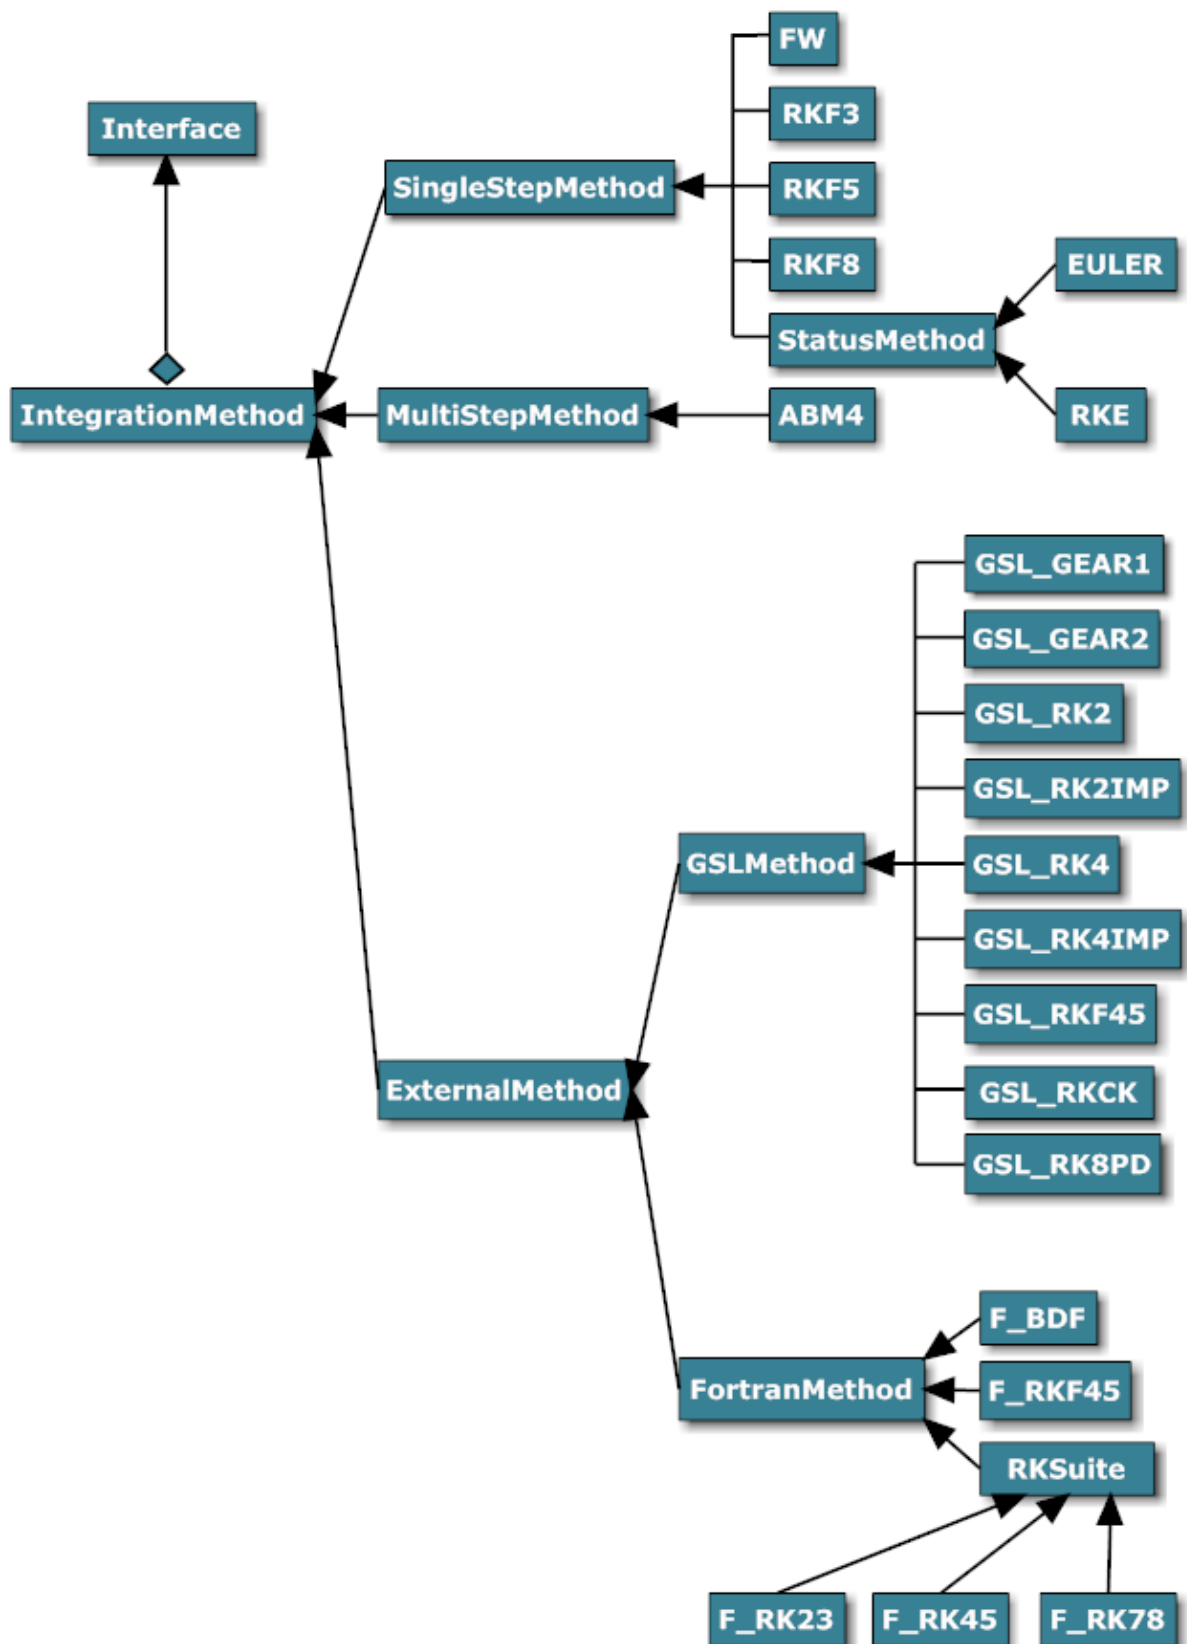 FW
Interface
RKF3
SingleStepMethod
RKF5
RKF8
EULER
StatusMethod
IntegrationMethod
MultiStepMethod
ABM4
RKE
GSL_GEAR1
GSL_GEAR2
GSL_RK2
GSL_RK2IMP
GSLMethod
GSL_RK4
GSL_RK4IMP
GSL_RKF45
ExternalMethod
GSL_RKCK
GSL_RK8PD
F_BDF
FortranMethod
F_RKF45
RKSuite
F_RK23
F_RK45
F_RK78